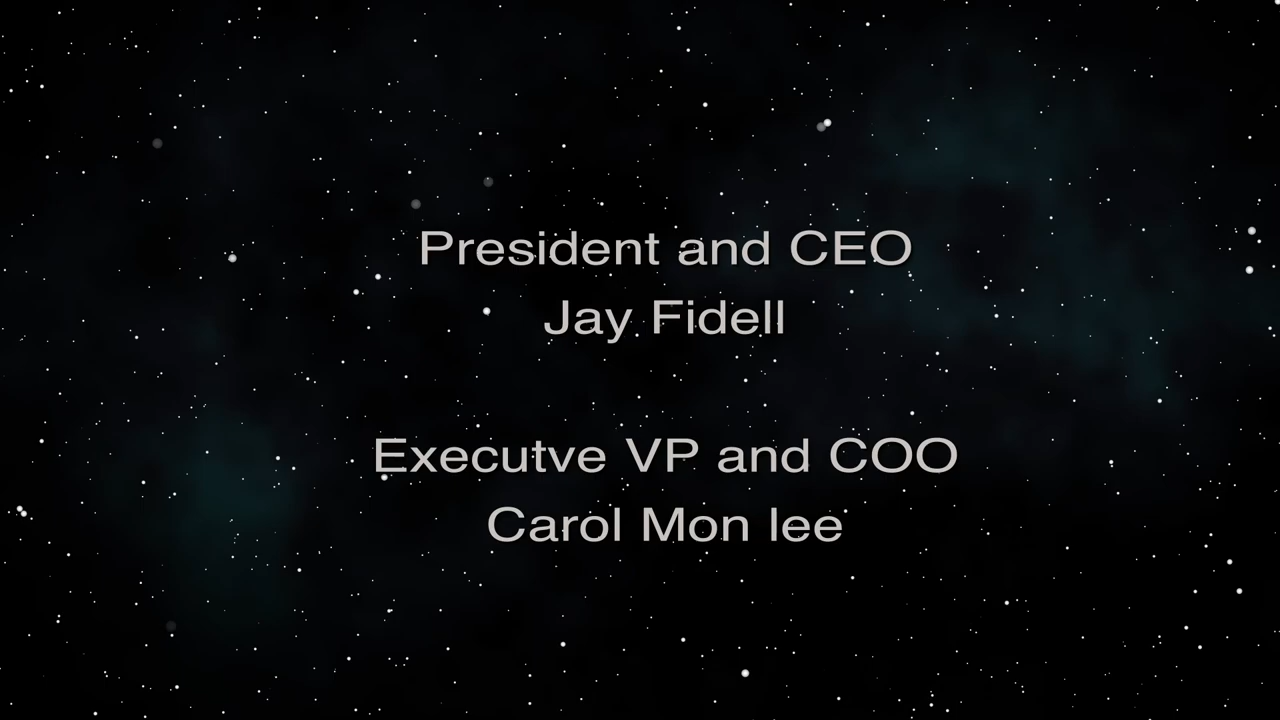 President and CEO
Jay Fidell
Executve VP and COO
Carol Mon lee